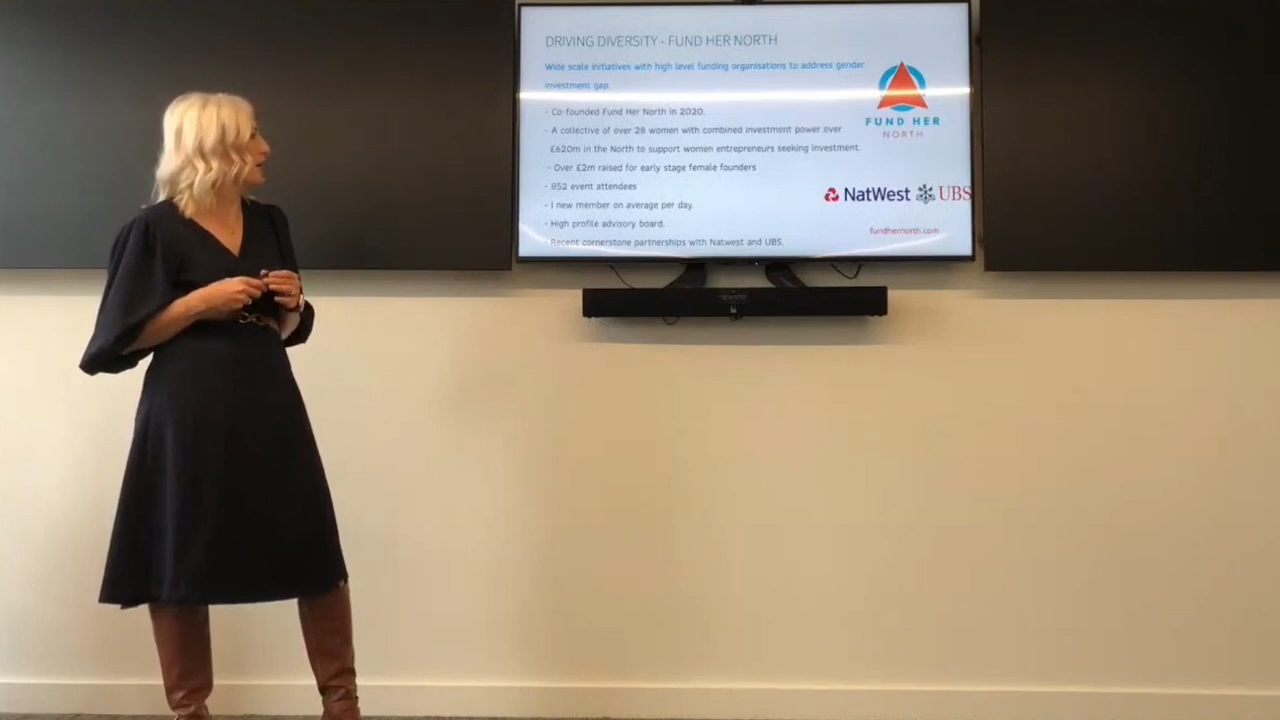 DRIVING DIVERSITY - FUND HER NORTH
Wide scale initiatives with high level funding organisations to address gender
investment gap.
- Co-founded Fund Her North in 2020.
- A collective of over 28 women with combined investment power over
£620m in the North to support women entrepreneurs seeking investment.
- Over £2m raised for early stage female founders
- 852 event attendees
- 1 new member on average per day.
- High profile advisory board.
- Recent cornerstone partnerships with Natwest and UBS.
FUND HER
NORTH
NatWest UBS
fundhernorth.com